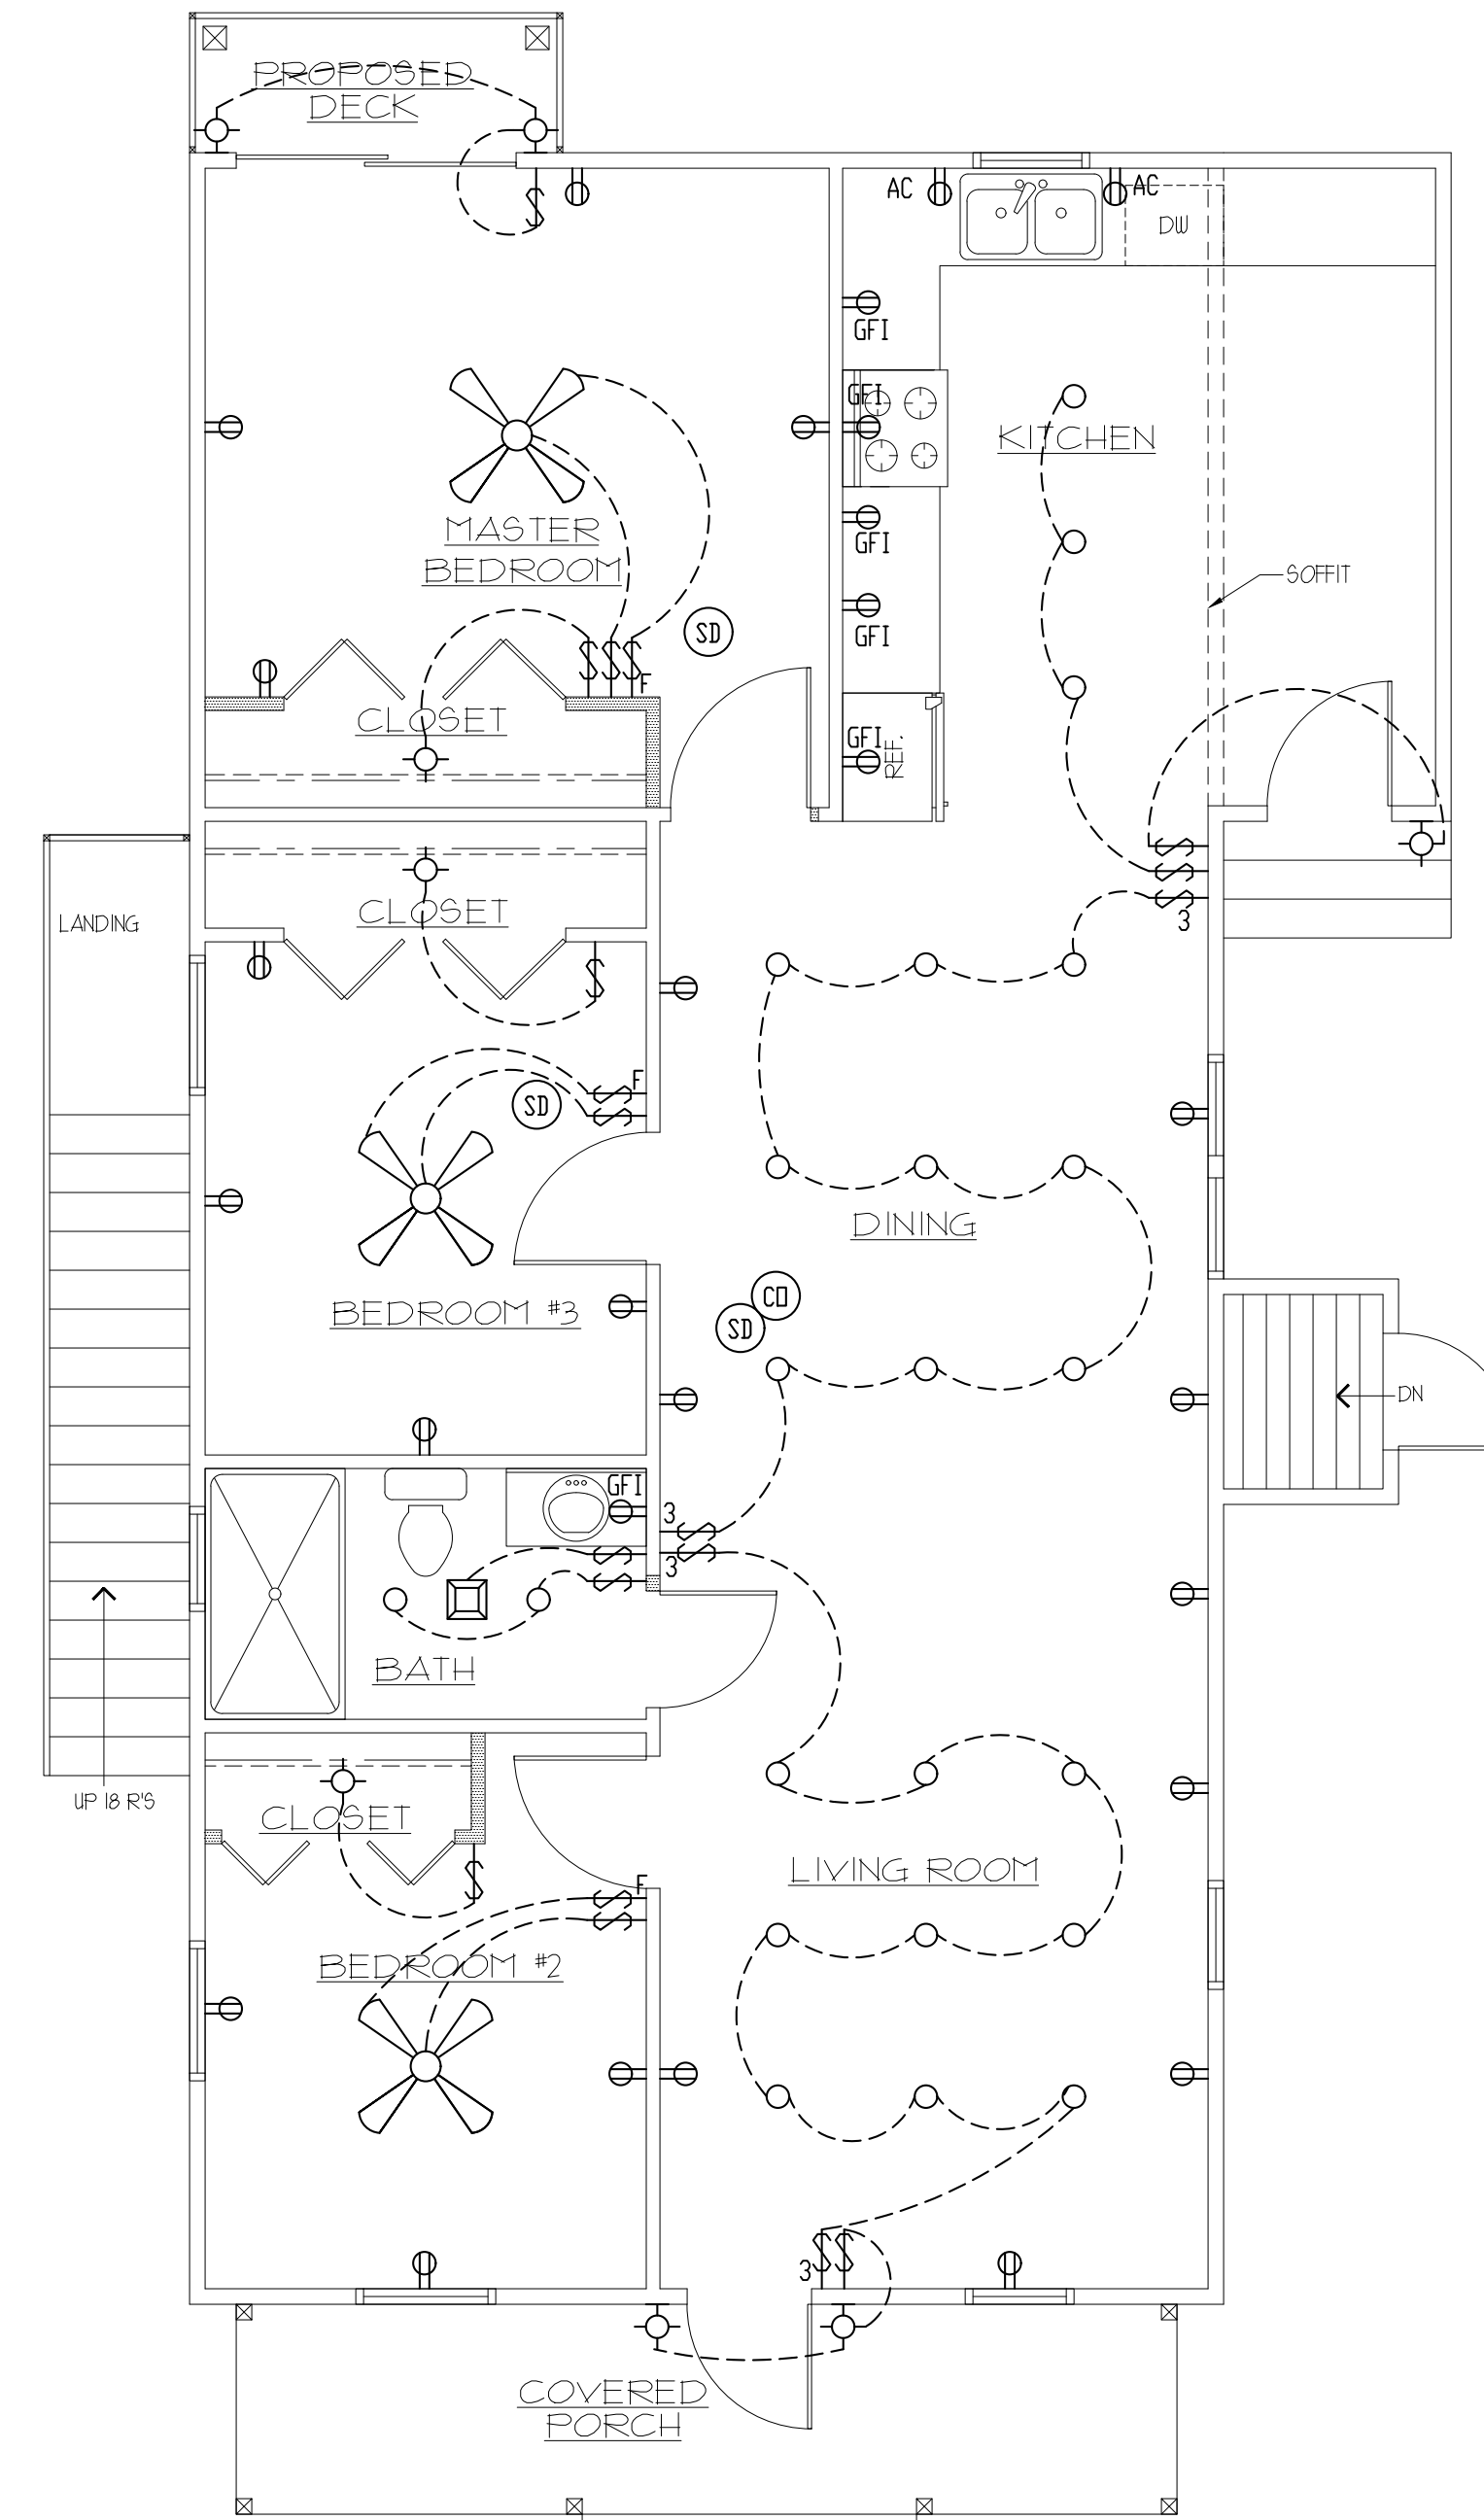 PROPOSED
DECK
AC
AC
DW
GFI
GFI
KITCHEN
MASTER
BEDROOM
GFI
SOFFIT
SD
GFI
F
CLOSET
GFI
REF.
CLOSET
LANDING
3
F
SD
DINING
CO
SD
BEDROOM #3
DN
GFI
3
3
BATH
UP 18 R'S
CLOSET
LIVING ROOM
F
BEDROOM #2
3
COVERED
PORCH